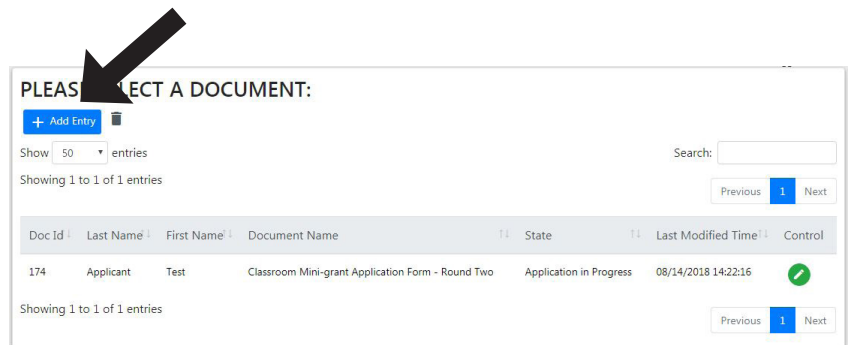 PLEAS LECT A DOCUMENT:
+ Add Entry
Show 50 entries
Search:
Showing 1 to 1 of 1 entries
Previous 1 Next
Doc Id Last Name First Name Document Name State Last Modified Time Control
174 Applicant Test Classroom Mini-grant Application Form - Round Two Application in Progress 08/14/2018 14:22:16
Showing 1 to 1 of 1 entries
Previous 1 Next